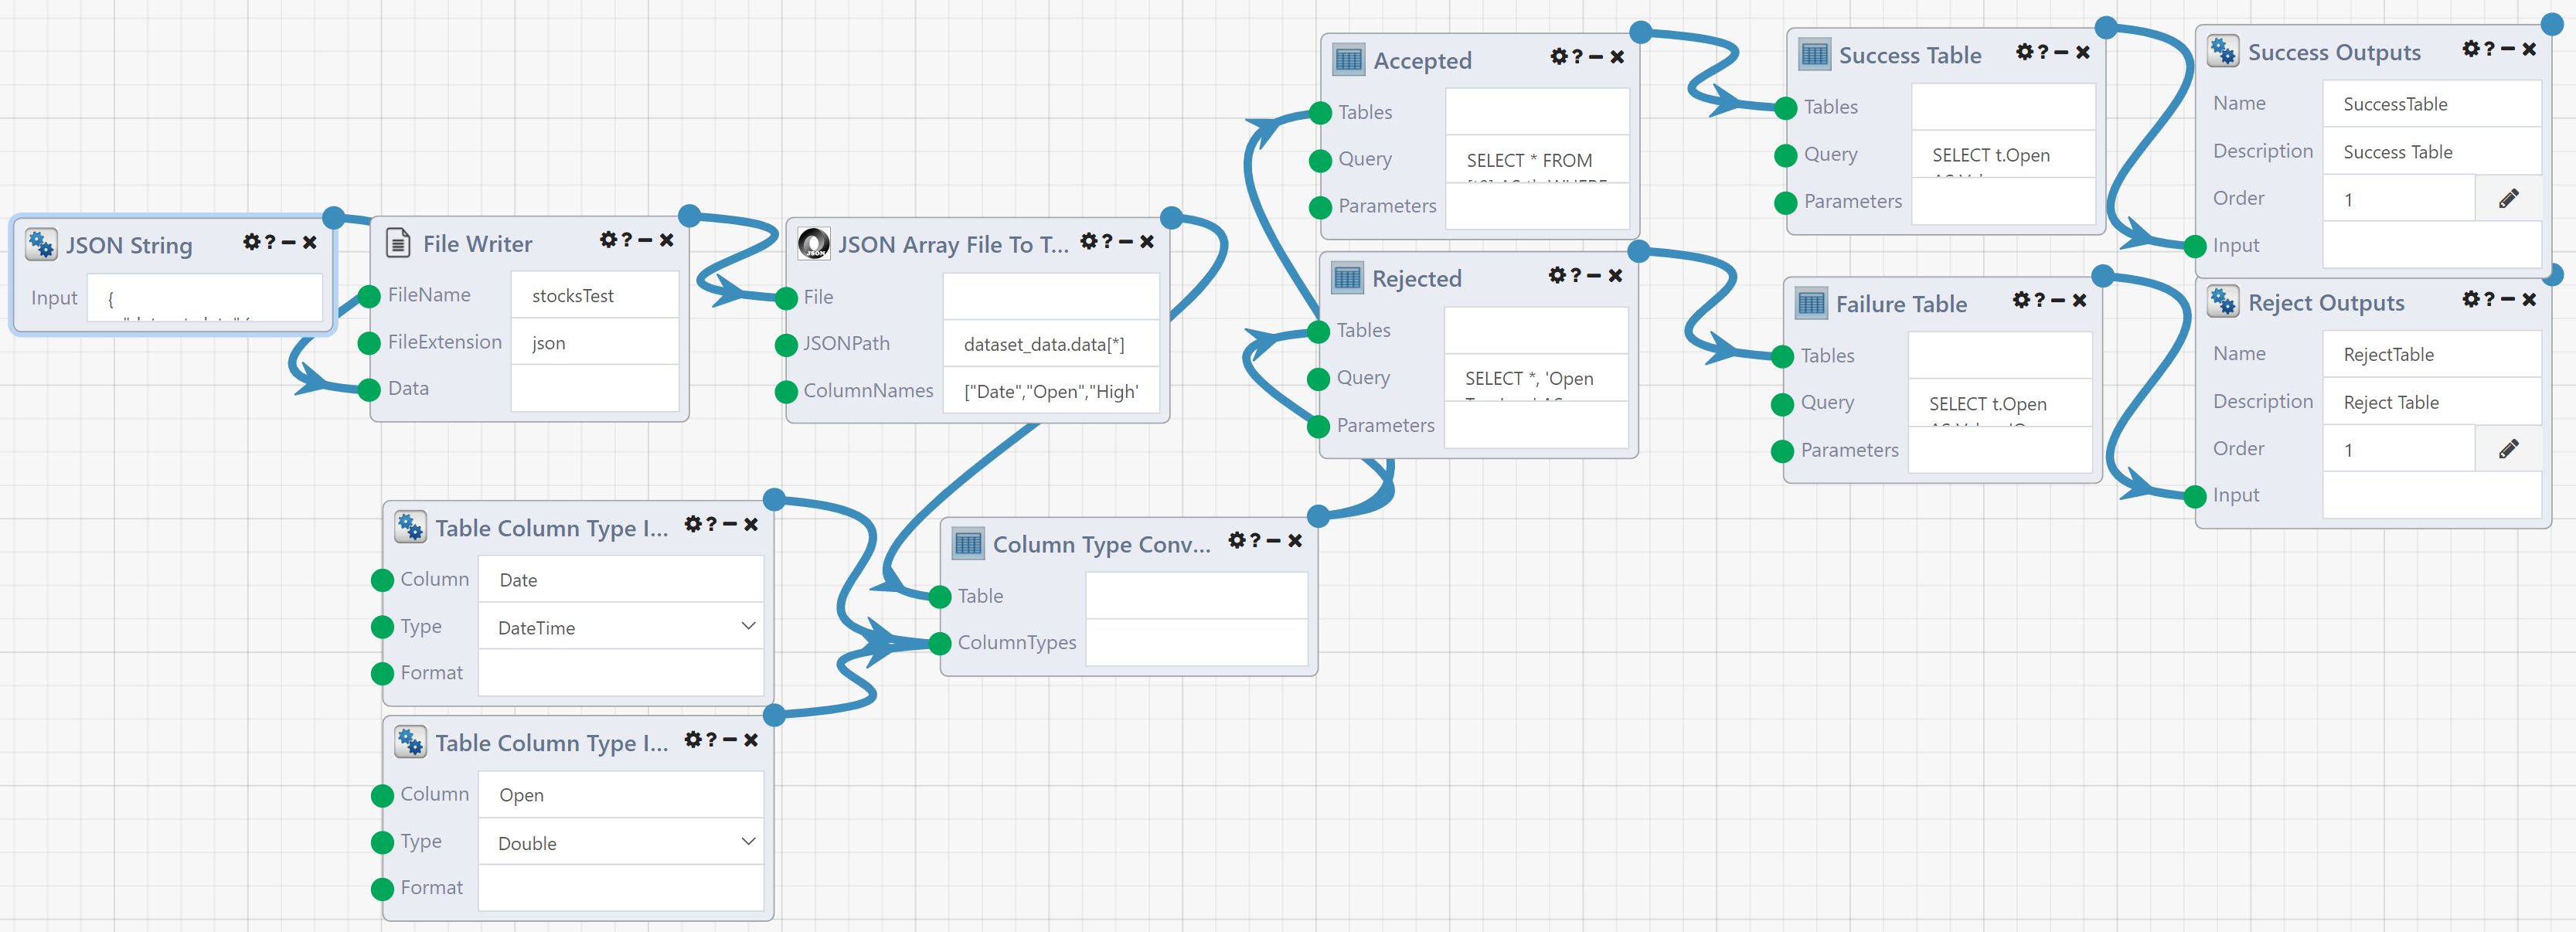 JSON String
Input
{
File Writer
FileName
stocksTest
FileExtension
json
Data
JSON Array File To T...
File
JSONPath
dataset_data.data[*]
ColumnNames
["Date","Open","High"
Table Column Type I...
Column
Date
Type
DateTime
Format
Table Column Type I...
Column
Open
Type
Double
Format
Column Type Conv...
Table
ColumnTypes
Accepted
Tables
Query
SELECT * FROM
Parameters
Rejected
Tables
Query
SELECT *, 'Open
Parameters
Success Table
Tables
Query
SELECT t.Open
Parameters
Failure Table
Tables
Query
SELECT t.Open
Parameters
Success Outputs
Name
SuccessTable
Description
Success Table
Order
1
Input
Reject Outputs
Name
RejectTable
Description
Reject Table
Order
1
Input